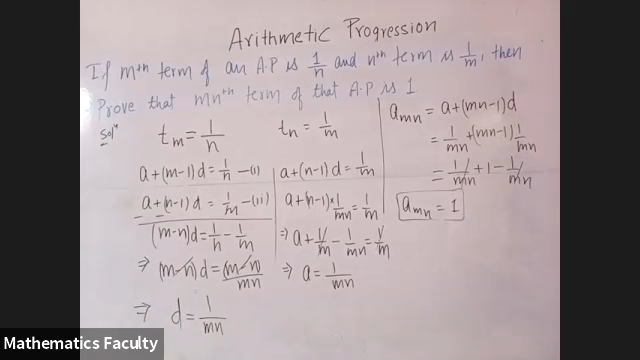 Arithmetic Progression
If mth term of an A.P is 1/n and nth term is 1/m, then
Prove that mnth term of that A.P is 1
Solⁿ
tm = 1/n
a+(m-1)d = 1/n -(i)
a+(n-1)d = 1/m -(ii)
(m-n)d = 1/n - 1/m
⇒ (m-n)d = (m-n)/mn
⇒ d = 1/mn
tn = 1/m
a+(n-1)d = 1/m
a+(n-1)×1/mn = 1/m
⇒ a + 1/m - 1/mn = 1/m
⇒ a = 1/mn
amn = a+(mn-1)d
= 1/mn + (mn-1) 1/mn
= 1/mn + 1 - 1/mn
amn = 1
Mathematics Faculty